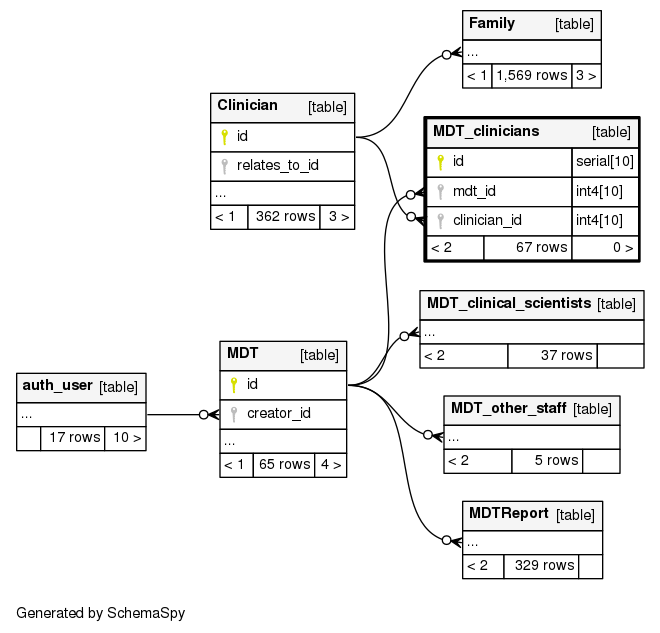 Family [table]
...
< 1 1,569 rows 3 >
Clinician [table]
id
relates_to_id
...
< 1 362 rows 3 >
MDT_clinicians [table]
id serial[10]
mdt_id int4[10]
clinician_id int4[10]
< 2 67 rows 0 >
MDT_clinical_scientists [table]
...
< 2 37 rows
MDT [table]
id
creator_id
...
< 1 65 rows 4 >
auth_user [table]
...
17 rows 10 >
MDT_other_staff [table]
...
< 2 5 rows
MDTReport [table]
...
< 2 329 rows
Generated by SchemaSpy